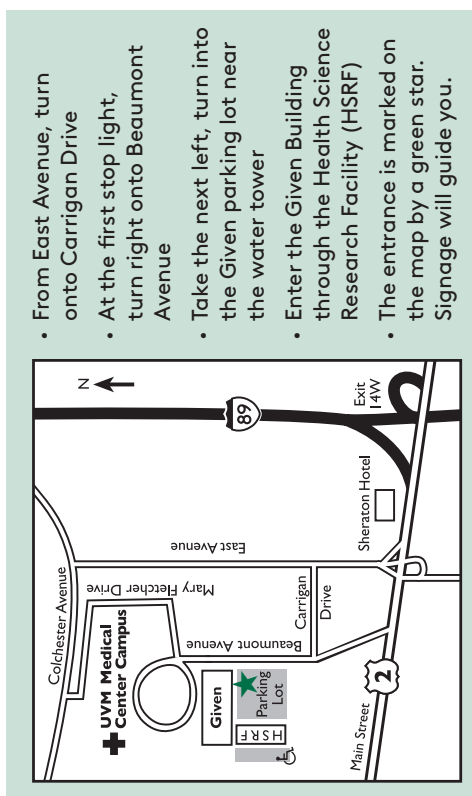 • From East Avenue, turn
onto Carrigan Drive
• At the first stop light,
turn right onto Beaumont
Avenue
• Take the next left, turn into
the Given parking lot near
the water tower
• Enter the Given Building
through the Health Science
Research Facility (HSRF)
• The entrance is marked on
the map by a green star.
Signage will guide you.
N
89
Exit
14W
Colchester Avenue
East Avenue
Sheraton Hotel
Mary Fletcher Drive
UVM Medical
Center Campus
Carrigan
Drive
Beaumont Avenue
Given
Parking
Lot
HSRF
Main Street
2